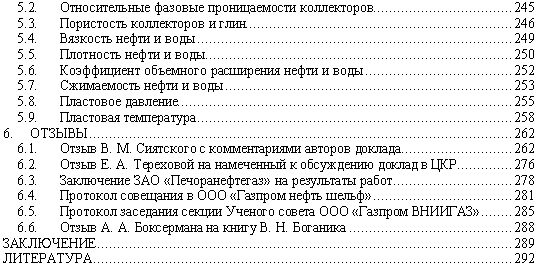 5.2. Относительные фазовые проницаемости коллекторов 245
5.3. Пористость коллекторов и глин 246
5.4. Вязкость нефти и воды 249
5.5. Плотность нефти и воды 250
5.6. Коэффициент объемного расширения нефти и воды 252
5.7. Сжимаемость нефти и воды 253
5.8. Пластовое давление 255
5.9. Пластовая температура 258
6. ОТЗЫВЫ 262
6.1. Отзыв В. М. Сиятского с комментариями авторов доклада 262
6.2. Отзыв Е. А. Тереховой на намеченный к обсуждению доклад в ЦКР 276
6.3. Заключение ЗАО «Печоранефтегаз» на результаты работ 278
6.4. Протокол совещания в ООО «Газпром нефть шельф» 281
6.5. Протокол заседания секции Ученого совета ООО «Газпром ВНИИГАЗ» 285
6.6. Отзыв А. А. Боксермана на книгу В. Н. Боганика 288
ЗАКЛЮЧЕНИЕ 289
ЛИТЕРАТУРА 292